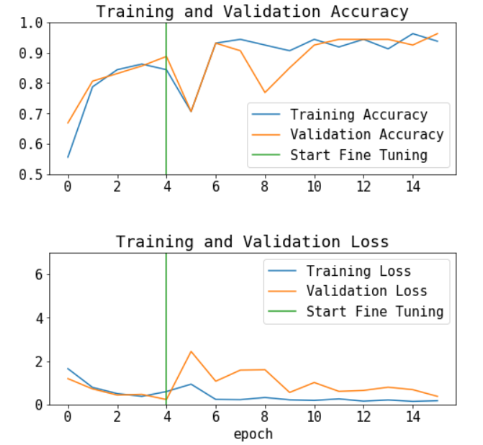 Training and Validation Accuracy
1.0
0.9
0.8
0.7
0.6
0.5
Training Accuracy
Validation Accuracy
Start Fine Tuning
0 2 4 6 8 10 12 14
Training and Validation Loss
6
4
2
0
Training Loss
Validation Loss
Start Fine Tuning
0 2 4 6 8 10 12 14
epoch